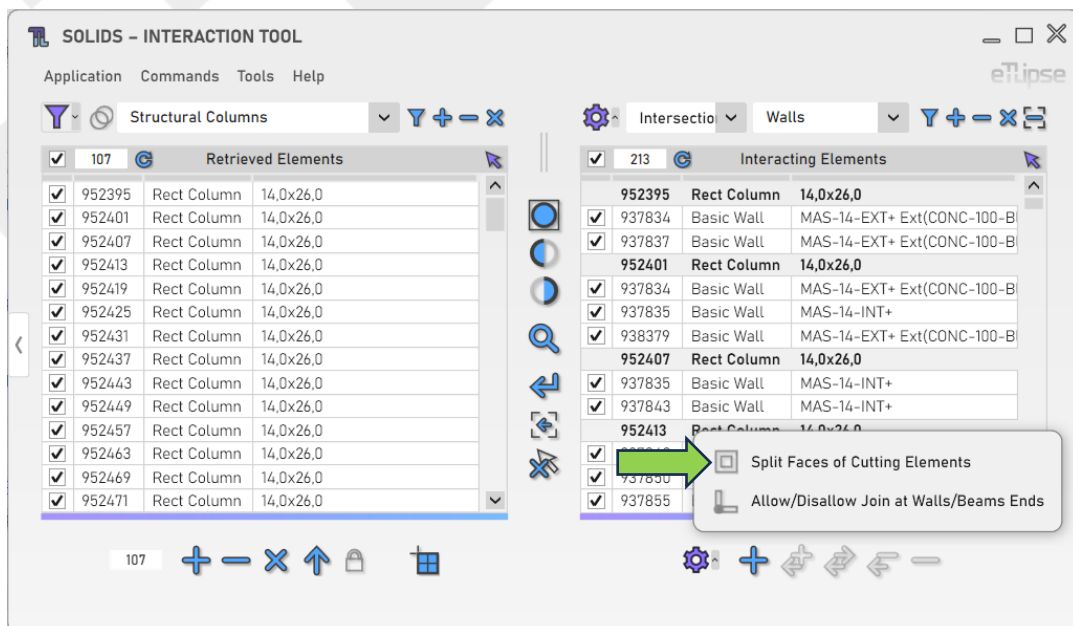 SOLIDS – INTERACTION TOOL
Application Commands Tools Help
eTLipse
Structural Columns
Intersectio Walls
107 Retrieved Elements
213 Interacting Elements
952395 Rect Column 14,0x26,0
952401 Rect Column 14,0x26,0
952407 Rect Column 14,0x26,0
952413 Rect Column 14,0x26,0
952419 Rect Column 14,0x26,0
952425 Rect Column 14,0x26,0
952431 Rect Column 14,0x26,0
952437 Rect Column 14,0x26,0
952443 Rect Column 14,0x26,0
952449 Rect Column 14,0x26,0
952457 Rect Column 14,0x26,0
952463 Rect Column 14,0x26,0
952469 Rect Column 14,0x26,0
952471 Rect Column 14,0x26,0
952395 Rect Column 14,0x26,0
937834 Basic Wall MAS-14-EXT+ Ext(CONC-100-B
937837 Basic Wall MAS-14-EXT+ Ext(CONC-100-B
952401 Rect Column 14,0x26,0
937834 Basic Wall MAS-14-EXT+ Ext(CONC-100-B
937835 Basic Wall MAS-14-INT+
938379 Basic Wall MAS-14-EXT+ Ext(CONC-100-B
952407 Rect Column 14,0x26,0
937835 Basic Wall MAS-14-INT+
937843 Basic Wall MAS-14-INT+
952413 Rect Column 14,0x26,0
937850
937855
Split Faces of Cutting Elements
Allow/Disallow Join at Walls/Beams Ends
107